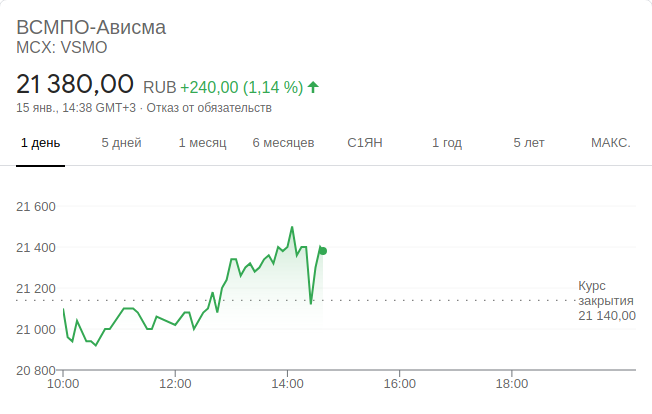 ВСМПО-Ависма
MCX: VSMO
21 380,00 RUB +240,00 (1,14 %)
15 янв., 14:38 GMT+3 · Отказ от обязательств
1 день 5 дней 1 месяц 6 месяцев С1ЯН 1 год 5 лет МАКС.
21 600
21 400
21 200
21 000
20 800
Курс
закрытия
21 140,00
10:00 12:00 14:00 16:00 18:00